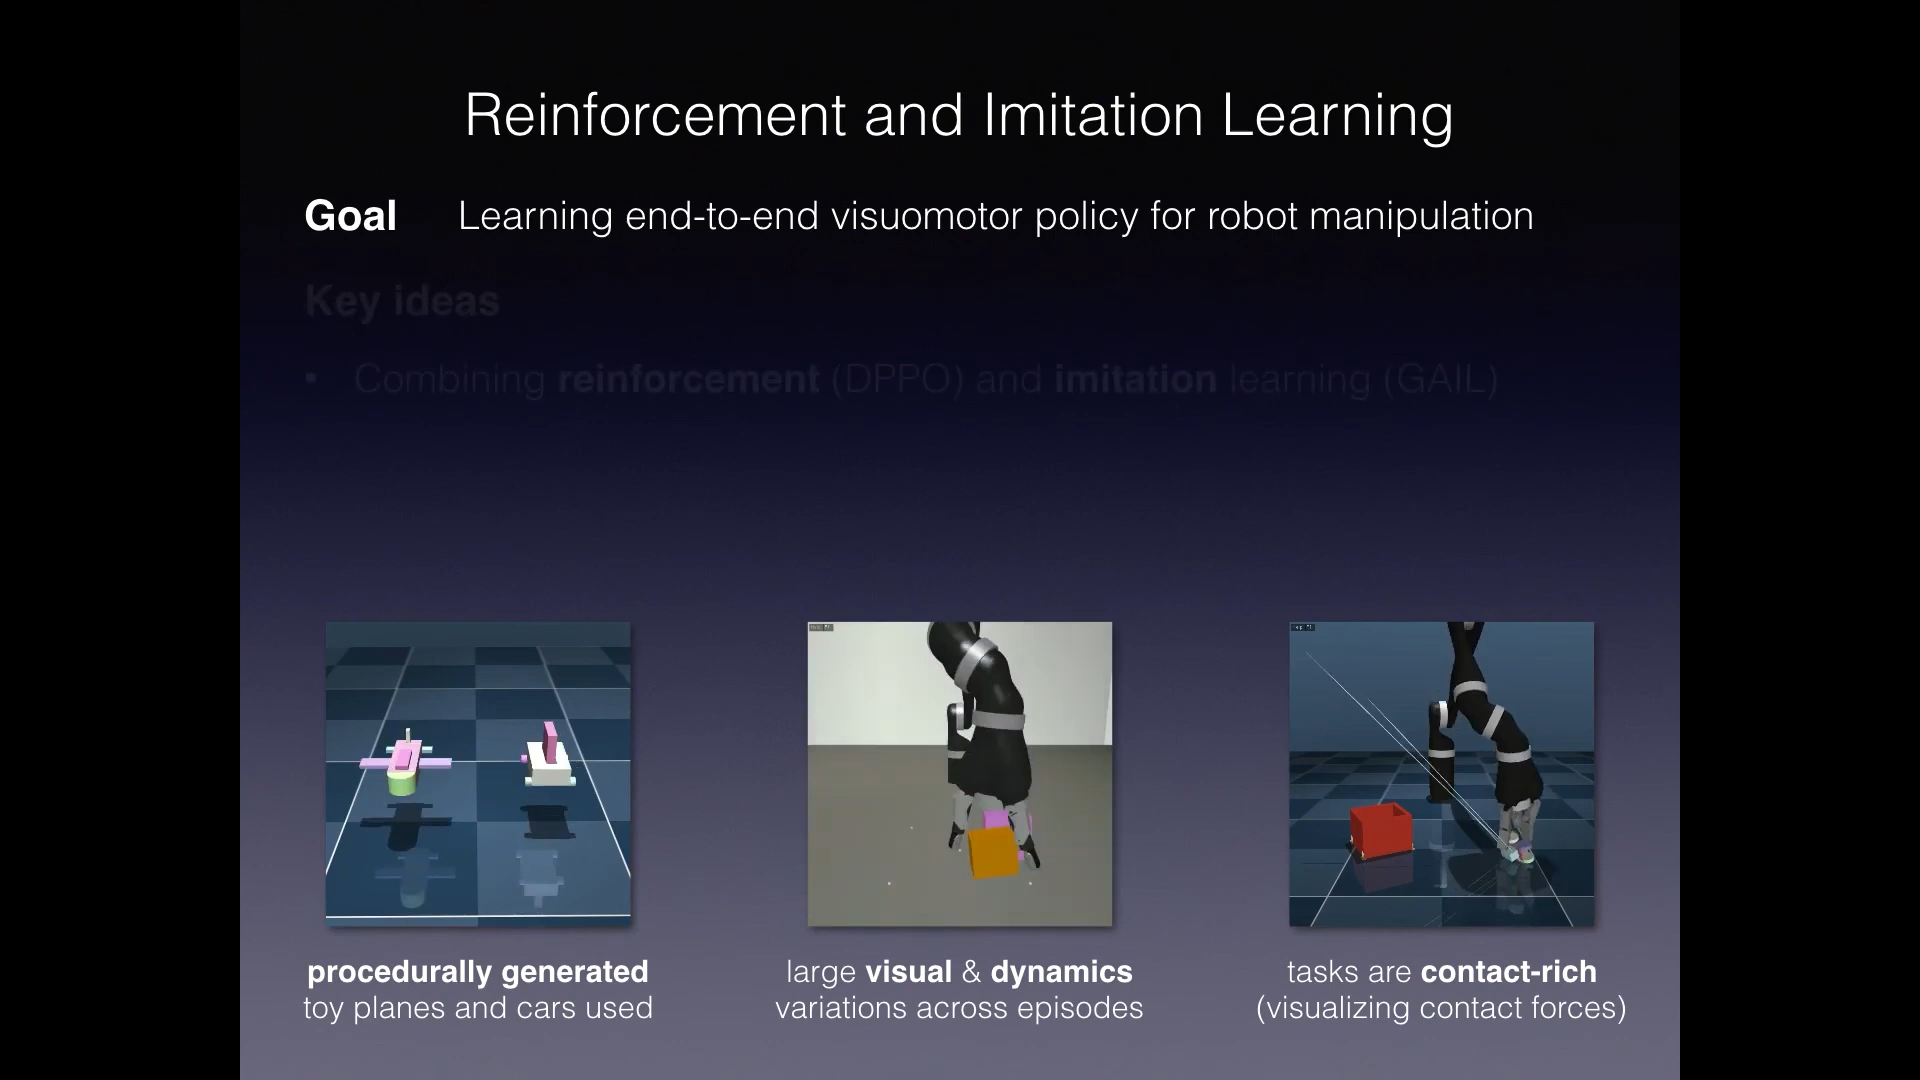 Reinforcement and Imitation Learning
Goal Learning end-to-end visuomotor policy for robot manipulation
Key ideas
• Combining reinforcement (DPPO) and imitation learning (GAIL)
procedurally generated
toy planes and cars used
large visual & dynamics
variations across episodes
tasks are contact-rich
(visualizing contact forces)